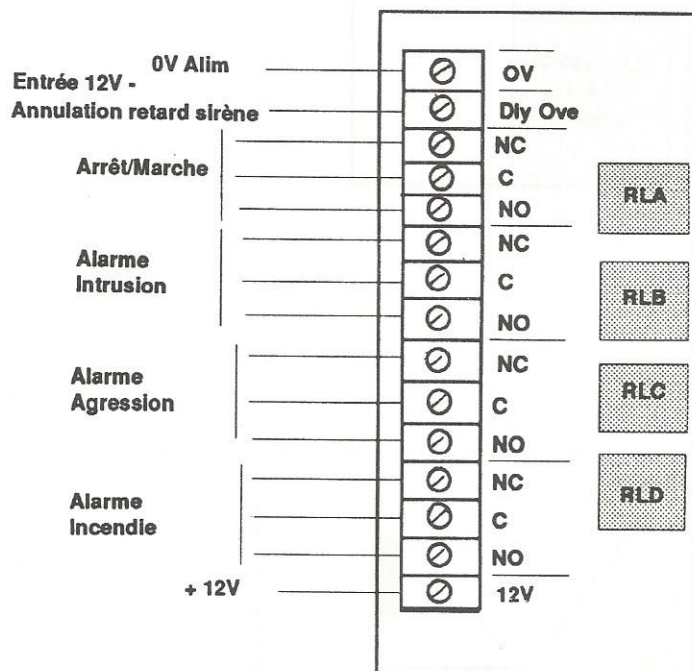 0V Alim
OV
Entrée 12V -
Annulation retard sirène
Dly Ove
NC
Arrêt/Marche
C
NO
RLA
NC
Alarme
Intrusion
C
NO
RLB
NC
Alarme
Agression
C
NO
RLC
NC
Alarme
Incendie
C
NO
RLD
+ 12V
12V